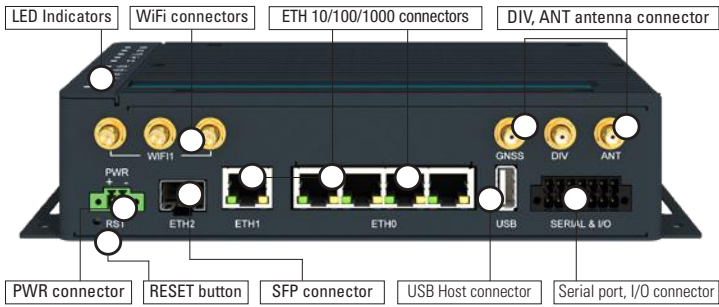 LED Indicators
WiFi connectors
ETH 10/100/1000 connectors
DIV, ANT antenna connector
WIFI1
GNSS
DIV
ANT
PWR
+ -
RST
ETH2
ETH1
ETH0
USB
SERIAL & I/O
PWR connector
RESET button
SFP connector
USB Host connector
Serial port, I/O connector